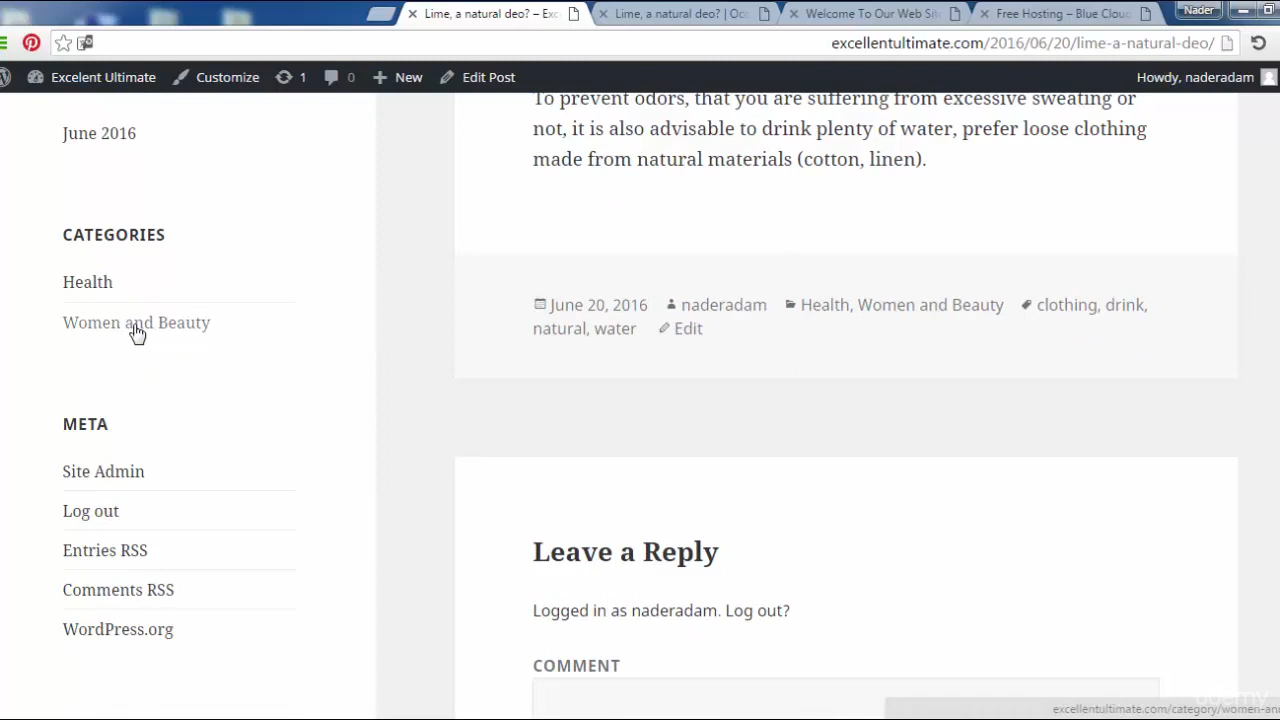 Lime, a natural deo? – Exc
Lime, a natural deo? | Oce
Welcome To Our Web Site
Free Hosting – Blue Cloud
Nader
excellentultimate.com/2016/06/20/lime-a-natural-deo/
Excelent Ultimate
Customize
1
0
New
Edit Post
Howdy, naderadam
June 2016
CATEGORIES
Health
Women and Beauty
META
Site Admin
Log out
Entries RSS
Comments RSS
WordPress.org
To prevent odors, that you are suffering from excessive sweating or
not, it is also advisable to drink plenty of water, prefer loose clothing
made from natural materials (cotton, linen).
June 20, 2016 naderadam Health, Women and Beauty clothing, drink,
natural, water Edit
Leave a Reply
Logged in as naderadam. Log out?
COMMENT
udemy
excellentultimate.com/category/women-and